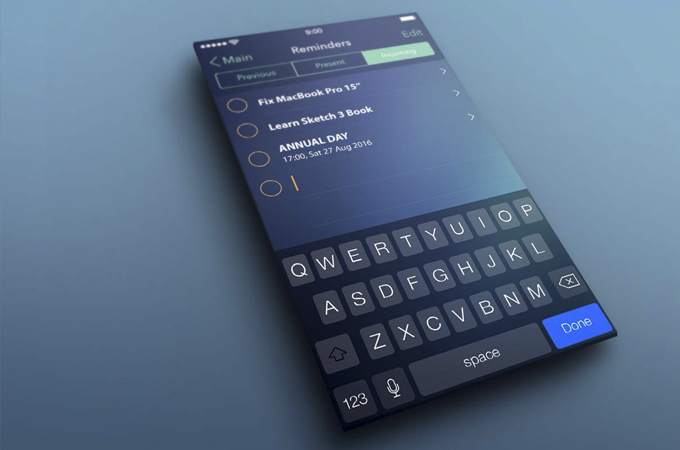 9:00
Main
Reminders
Edit
Previous
Present
Incoming
Fix MacBook Pro 15"
Learn Sketch 3 Book
ANNUAL DAY
17:00, Sat 27 Aug 2016
Q W E R T Y U I O P
A S D F G H J K L
Z X C V B N M
123
space
Done